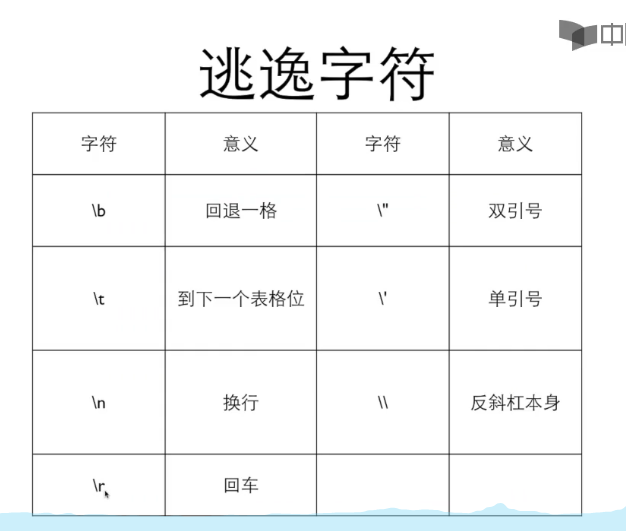 中
逃逸字符
字符 意义 字符 意义
\b 回退一格 \" 双引号
\t 到下一个表格位 \' 单引号
\n 换行 \\ 反斜杠本身
\r 回车